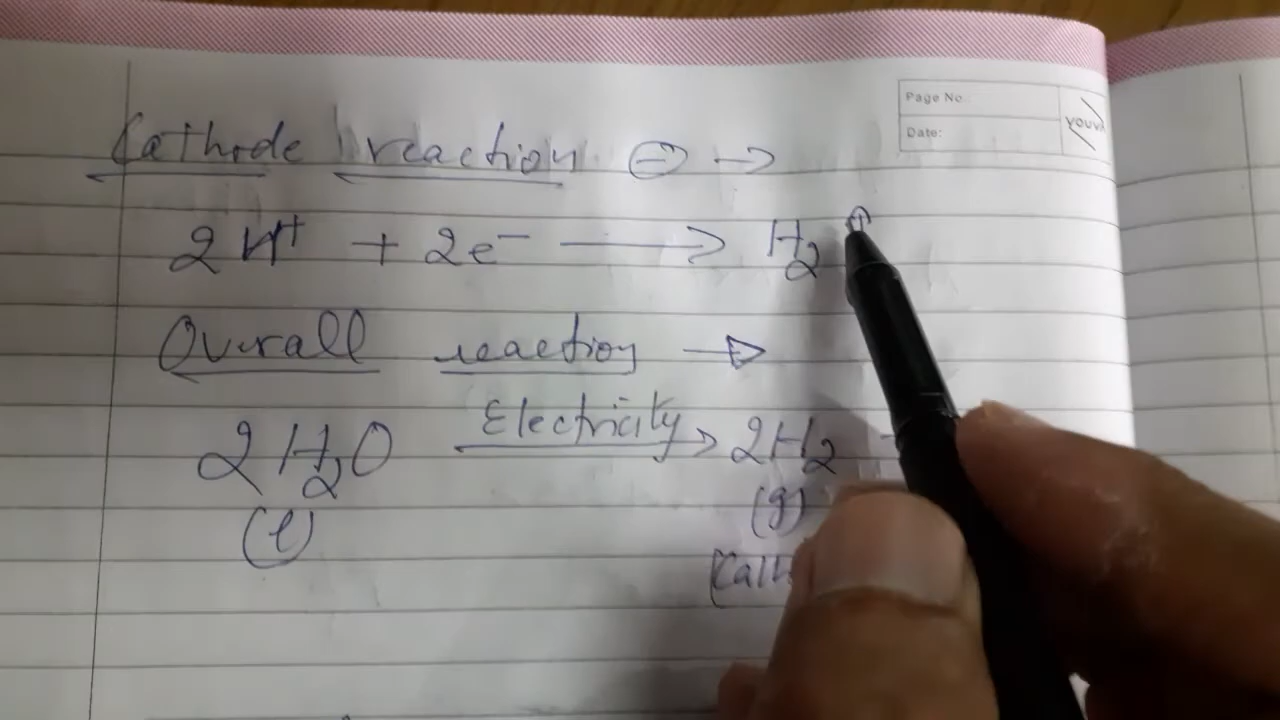 Cathode reaction ⊖ →
2H⁺ + 2e⁻ ⟶ H₂ ↑
Overall reaction →
2H₂O Electricity → 2H₂
(l) (g)
Page No.
Date:
YOUVA